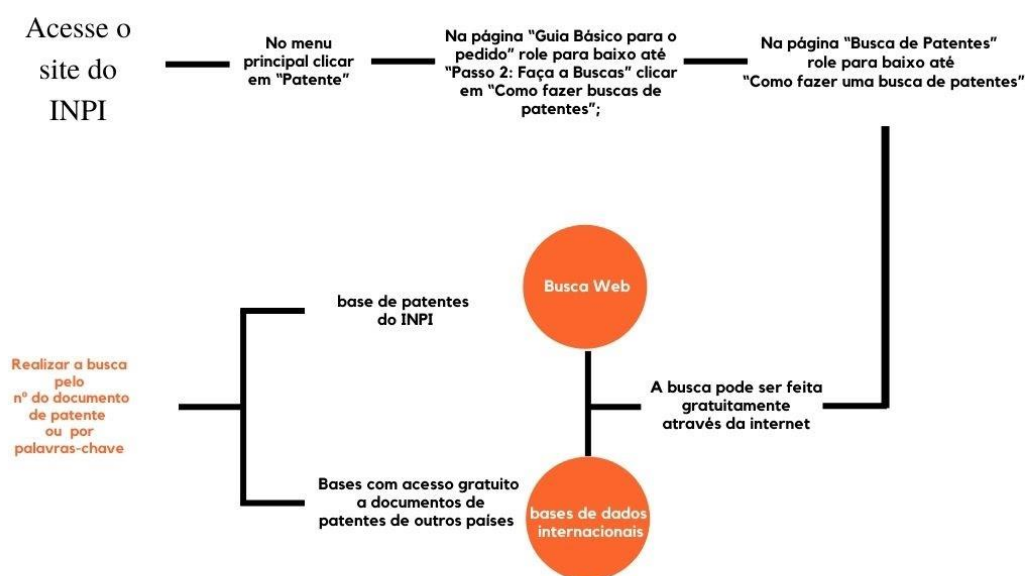 Acesse o
site do
INPI
No menu
principal clicar
em “Patente”
Na página “Guia Básico para o
pedido” role para baixo até
“Passo 2: Faça a Buscas” clicar
em “Como fazer buscas de
patentes”;
Na página “Busca de Patentes”
role para baixo até
“Como fazer uma busca de patentes”
A busca pode ser feita
gratuitamente
através da internet
Busca Web
bases de dados
internacionais
base de patentes
do INPI
Bases com acesso gratuito
a documentos de
patentes de outros países
Realizar a busca
pelo
nº do documento
de patente
ou por
palavras-chave